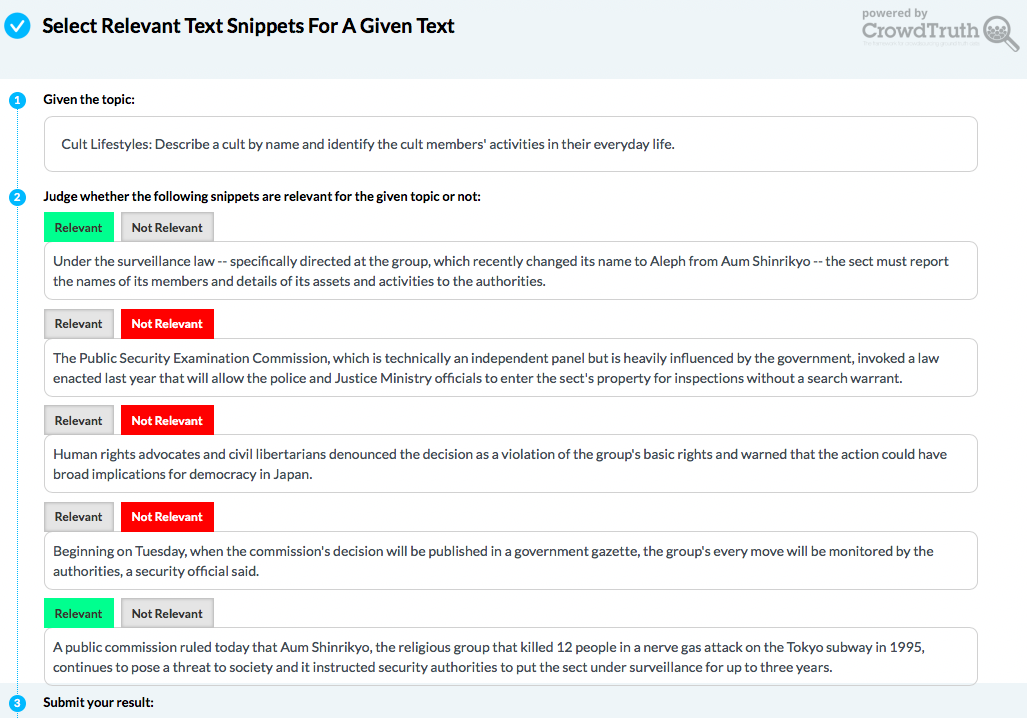 Select Relevant Text Snippets For A Given Text
powered by
CrowdTruth
1
Given the topic:
Cult Lifestyles: Describe a cult by name and identify the cult members' activities in their everyday life.
2
Judge whether the following snippets are relevant for the given topic or not:
Relevant
Not Relevant
Under the surveillance law -- specifically directed at the group, which recently changed its name to Aleph from Aum Shinrikyo -- the sect must report
the names of its members and details of its assets and activities to the authorities.
Relevant
Not Relevant
The Public Security Examination Commission, which is technically an independent panel but is heavily influenced by the government, invoked a law
enacted last year that will allow the police and Justice Ministry officials to enter the sect's property for inspections without a search warrant.
Relevant
Not Relevant
Human rights advocates and civil libertarians denounced the decision as a violation of the group's basic rights and warned that the action could have
broad implications for democracy in Japan.
Relevant
Not Relevant
Beginning on Tuesday, when the commission's decision will be published in a government gazette, the group's every move will be monitored by the
authorities, a security official said.
Relevant
Not Relevant
A public commission ruled today that Aum Shinrikyo, the religious group that killed 12 people in a nerve gas attack on the Tokyo subway in 1995,
continues to pose a threat to society and it instructed security authorities to put the sect under surveillance for up to three years.
3
Submit your result: